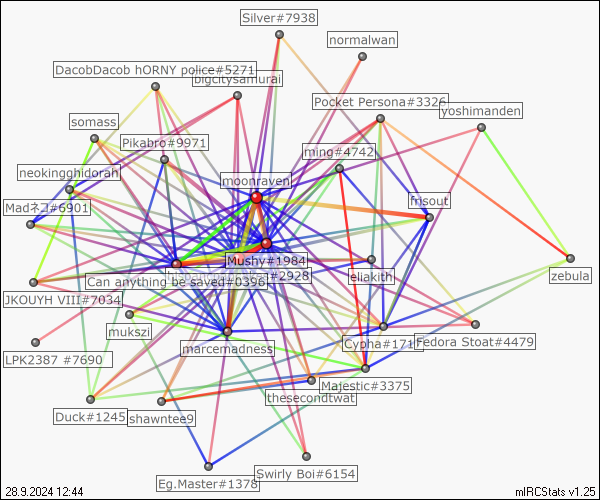 Silver#7938
normalwan
DacobDacob hORNY police#5271
bigcitysamurai
Pocket Persona#3326
yoshimanden
somass
Pikabro#9971
ming#4742
neokingghidorah
moonraven
Madネコ#6901
frisout
Mushy#1984
#2928
Can anything be saved#0396
eliakith
zebula
JKOUYH VIII#7034
mukszi
marcemadness
Cypha#171
Fedora Stoat#4479
LPK2387 #7690
Majestic#3375
thesecondtwat
Duck#1245
shawntee9
Swirly Boi#6154
Eg.Master#1378
28.9.2024 12:44
mIRCStats v1.25